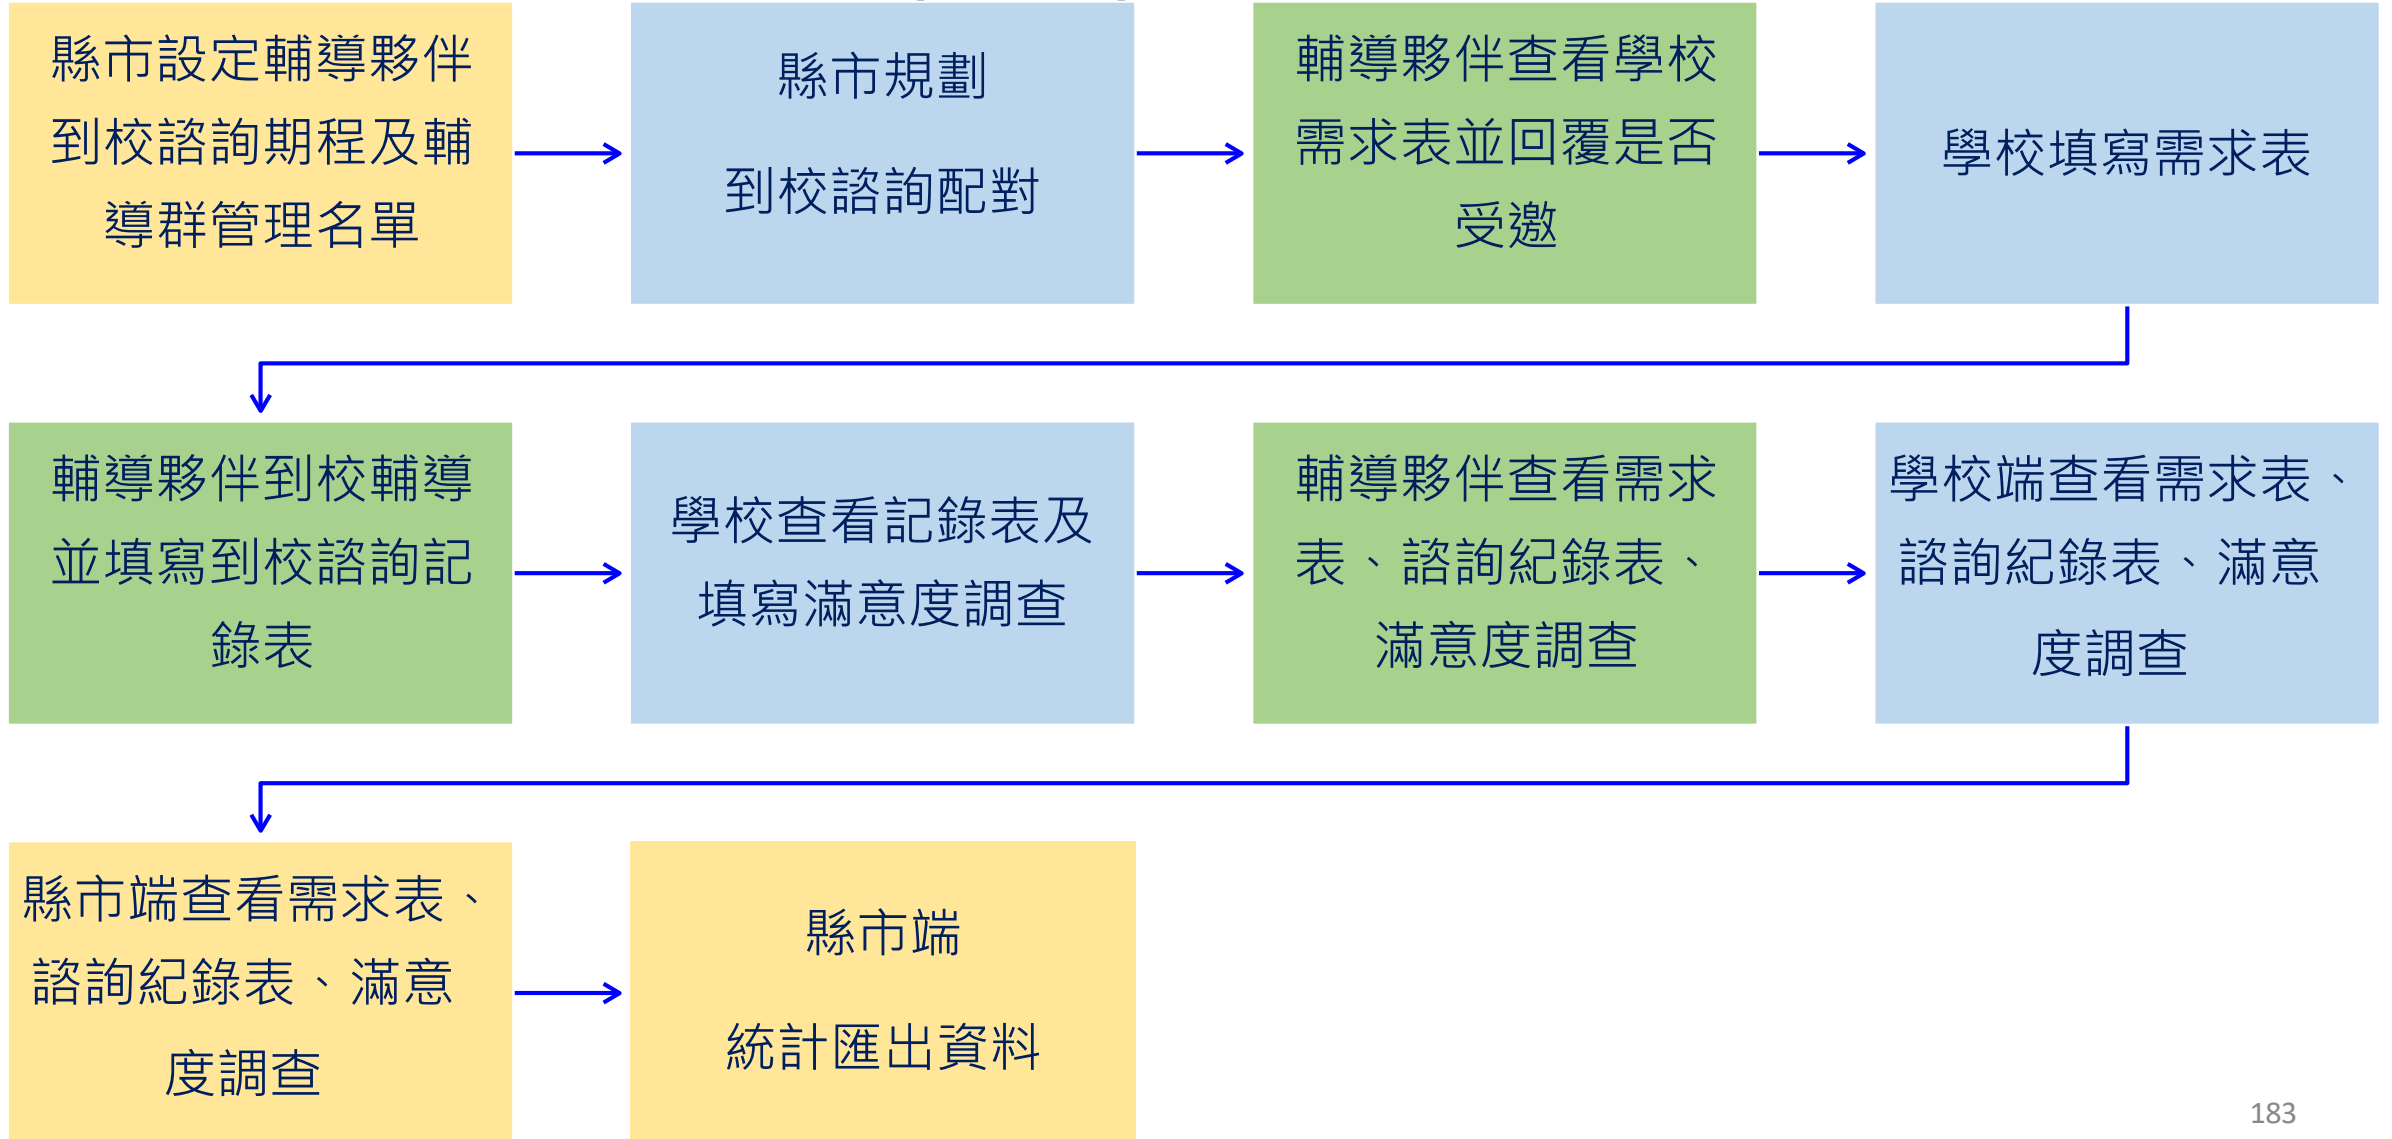 縣市設定輔導夥伴
到校諮詢期程及輔
導群管理名單
縣市規劃
到校諮詢配對
輔導夥伴查看學校
需求表並回覆是否
受邀
學校填寫需求表
輔導夥伴到校輔導
並填寫到校諮詢記
錄表
學校查看記錄表及
填寫滿意度調查
輔導夥伴查看需求
表、諮詢紀錄表、
滿意度調查
學校端查看需求表、
諮詢紀錄表、滿意
度調查
縣市端查看需求表、
諮詢紀錄表、滿意
度調查
縣市端
統計匯出資料
183